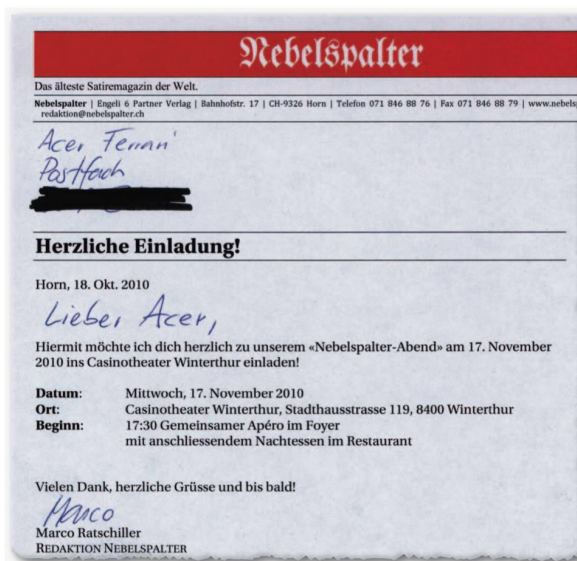 Nebelspalter
Das älteste Satiremagazin der Welt.
Nebelspalter | Engeli & Partner Verlag | Bahnhofstr. 17 | CH-9326 Horn | Telefon 071 846 88 76 | Fax 071 846 88 79 | www.nebels
redaktion@nebelspalter.ch
Acer Ferrari
Postfach
Herzliche Einladung!
Horn, 18. Okt. 2010
Lieber Acer,
Hiermit möchte ich dich herzlich zu unserem «Nebelspalter-Abend» am 17. November
2010 ins Casinotheater Winterthur einladen!
Datum: Mittwoch, 17. November 2010
Ort: Casinotheater Winterthur, Stadthausstrasse 119, 8400 Winterthur
Beginn: 17:30 Gemeinsamer Apéro im Foyer
mit anschliessendem Nachtessen im Restaurant
Vielen Dank, herzliche Grüsse und bis bald!
Marco
Marco Ratschiller
REDAKTION NEBELSPALTER